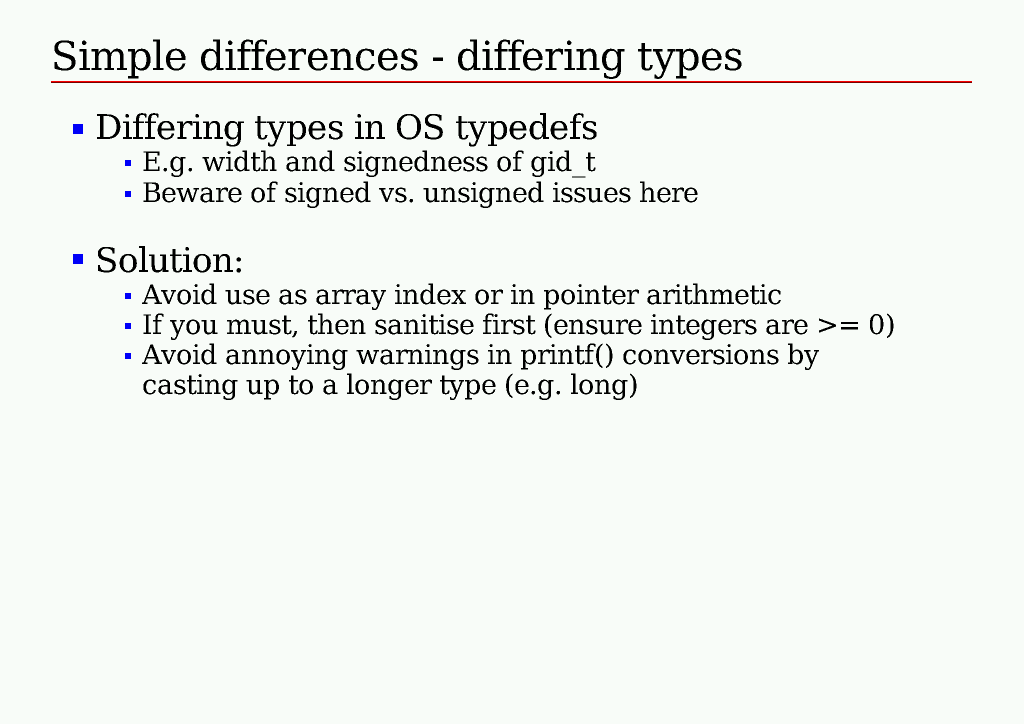 Simple differences - differing types
Differing types in OS typedefs
E.g. width and signedness of gid_t
Beware of signed vs. unsigned issues here
Solution:
Avoid use as array index or in pointer arithmetic
If you must, then sanitise first (ensure integers are >= 0)
Avoid annoying warnings in printf() conversions by
casting up to a longer type (e.g. long)